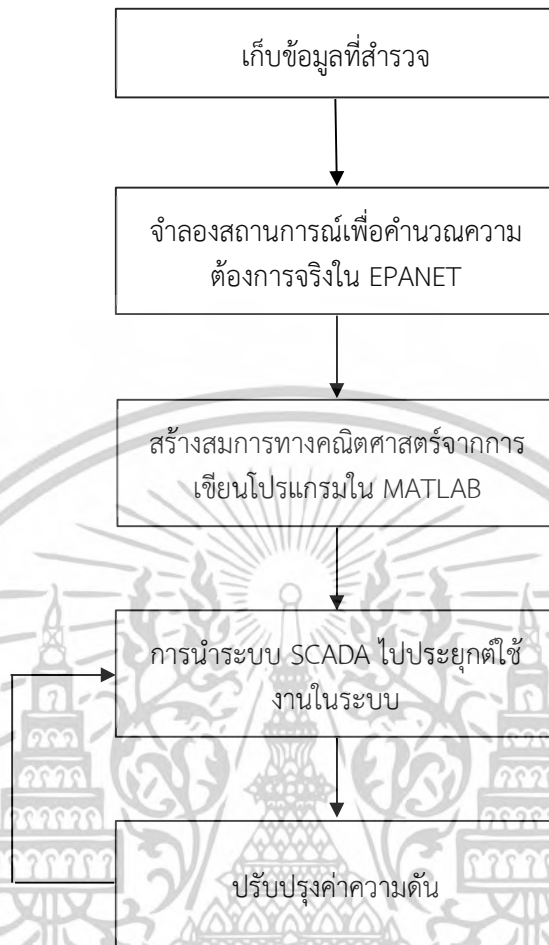 เก็บข้อมูลที่สำรวจ
จำลองสถานการณ์เพื่อคำนวณความ
ต้องการจริงใน EPANET
สร้างสมการทางคณิตศาสตร์จากการ
เขียนโปรแกรมใน MATLAB
การนำระบบ SCADA ไปประยุกต์ใช้
งานในระบบ
ปรับปรุงค่าความดัน